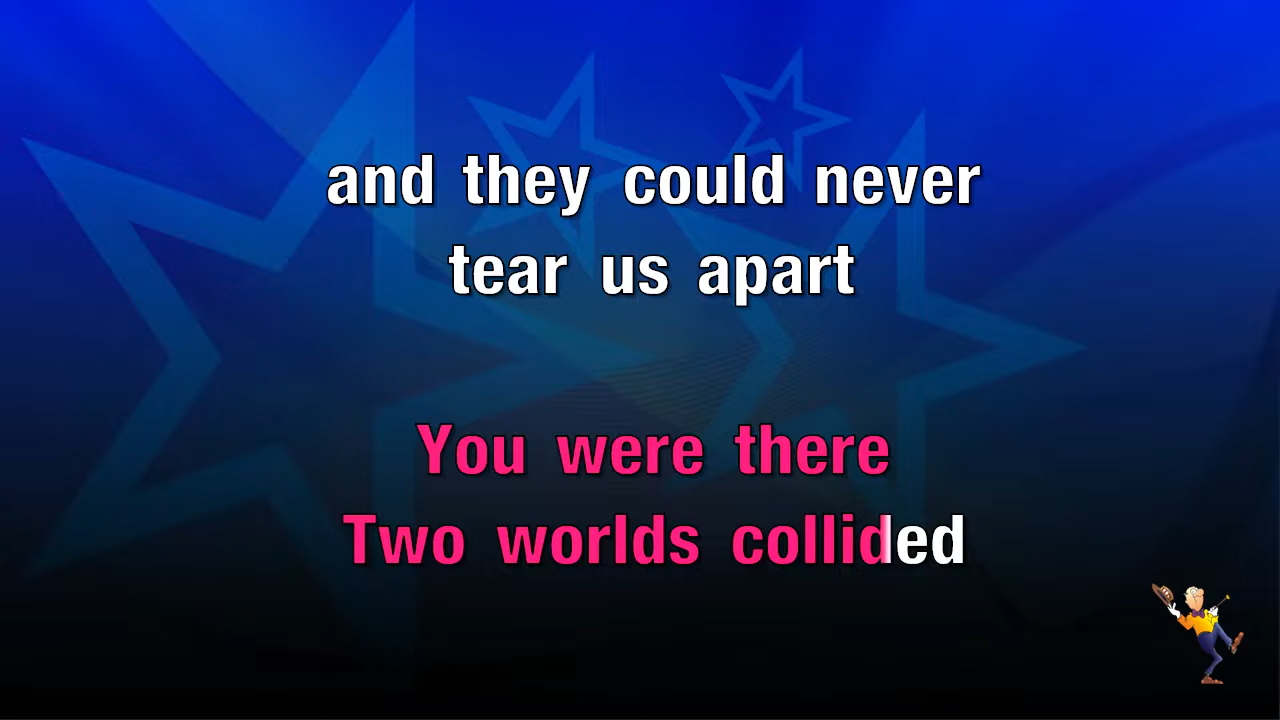 and they could never
tear us apart
You were there
Two worlds collided